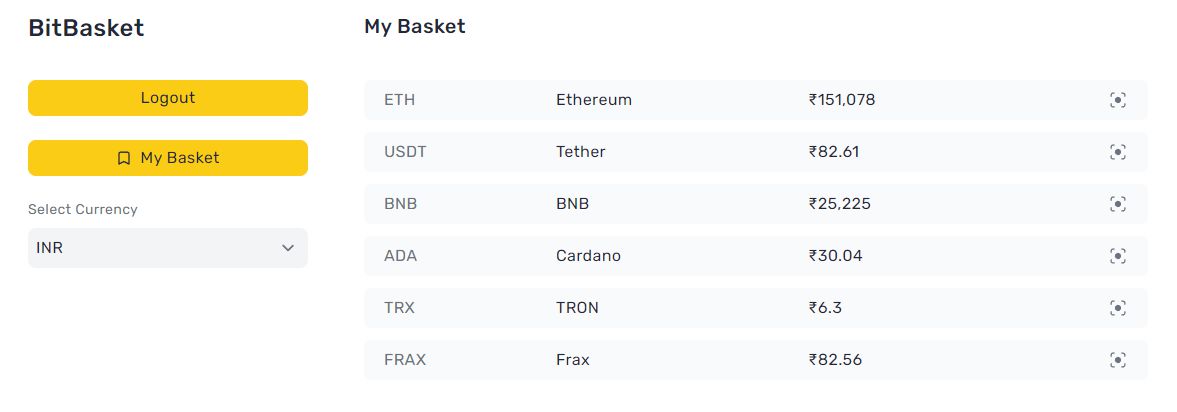 BitBasket
Logout
My Basket
Select Currency
INR
My Basket
ETH Ethereum ₹151,078
USDT Tether ₹82.61
BNB BNB ₹25,225
ADA Cardano ₹30.04
TRX TRON ₹6.3
FRAX Frax ₹82.56